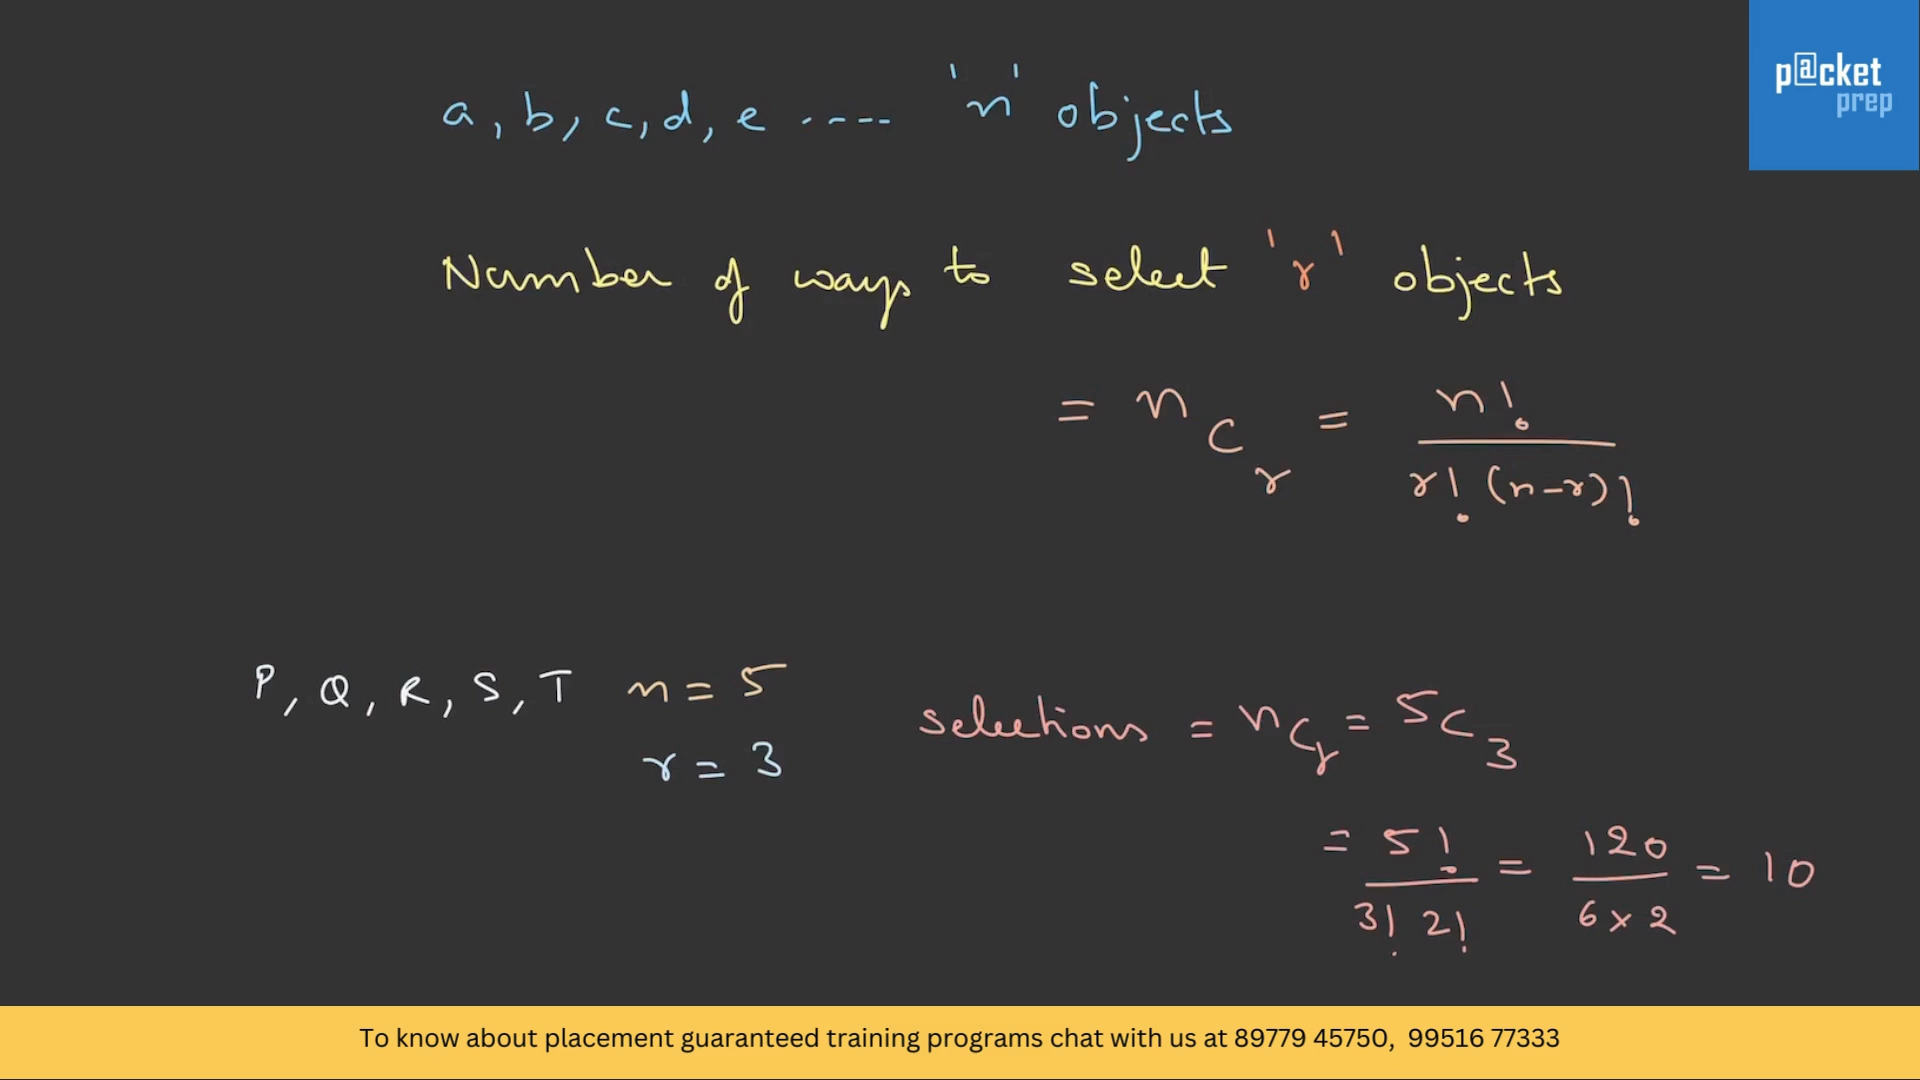 p@cket
prep
a, b, c, d, e ---- 'n' objects
Number of ways to select 'r' objects
= nCr = n! / r! (n-r)!
P, Q, R, S, T n = 5
r = 3
selections = nCr = 5C3
= 5! / 3! 2! = 120 / 6 x 2 = 10
To know about placement guaranteed training programs chat with us at 89779 45750, 99516 77333